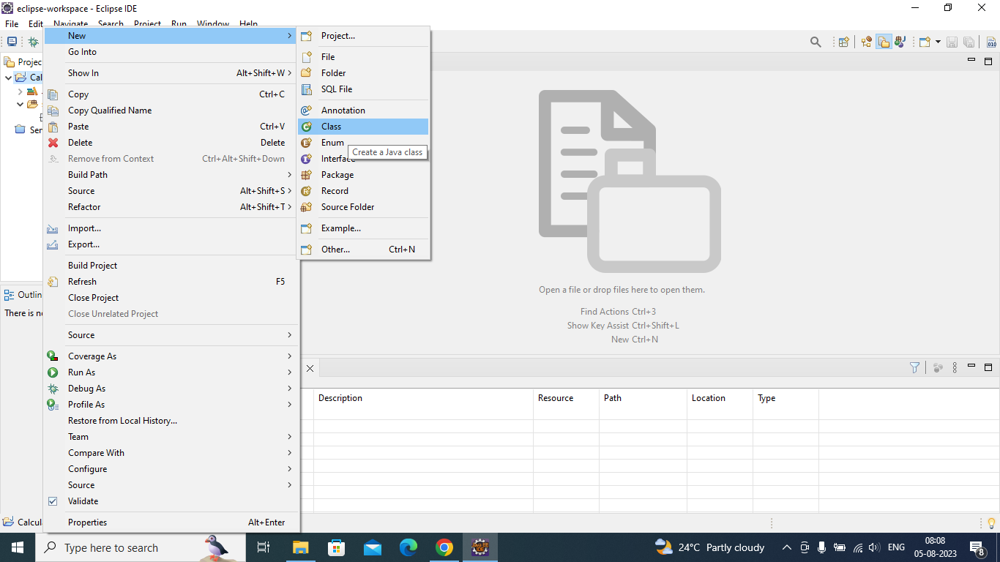 eclipse-workspace - Eclipse IDE
File Edit Navigate Search Project Run Window Help
Projec
Cal
Ser
Outlin
There is no
Calcula
New
Go Into
Show In Alt+Shift+W
Copy Ctrl+C
Copy Qualified Name
Paste Ctrl+V
Delete Delete
Remove from Context Ctrl+Alt+Shift+Down
Build Path
Source Alt+Shift+S
Refactor Alt+Shift+T
Import...
Export...
Build Project
Refresh F5
Close Project
Close Unrelated Project
Source
Coverage As
Run As
Debug As
Profile As
Restore from Local History...
Team
Compare With
Configure
Source
Validate
Properties Alt+Enter
Project...
File
Folder
SQL File
Annotation
Class
Enum
Create a Java class
Interface
Package
Record
Source Folder
Example...
Other... Ctrl+N
Open a file or drop files here to open them.
Find Actions Ctrl+3
Show Key Assist Ctrl+Shift+L
New Ctrl+N
Description Resource Path Location Type
Type here to search
24°C Partly cloudy
ENG
08:08
05-08-2023
8